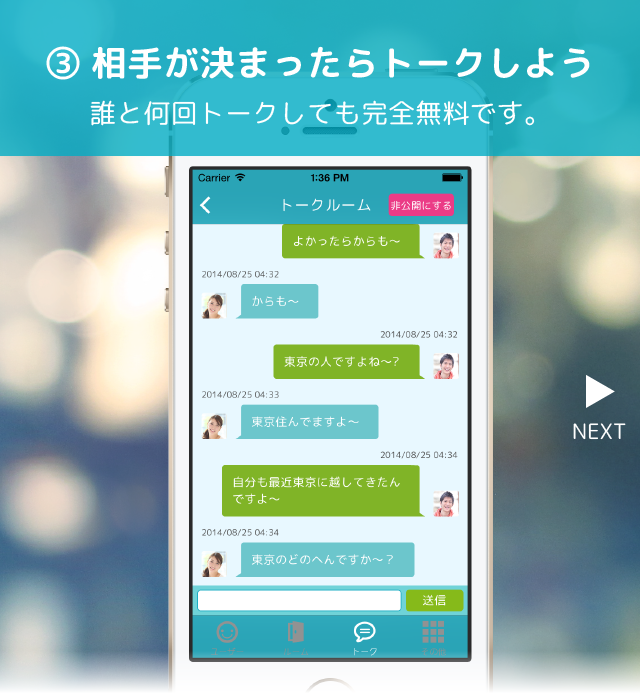 ③ 相手が決まったらトークしよう
誰と何回トークしても完全無料です。
Carrier 1:36 PM
トークルーム 非公開にする
よかったらからも～
2014/08/25 04:32
からも～
2014/08/25 04:32
東京の人ですよね～?
2014/08/25 04:33
東京住んでますよ～
2014/08/25 04:34
自分も最近東京に越してきたん
ですよ～
2014/08/25 04:34
東京のどのへんですか～？
送信
トーク
NEXT